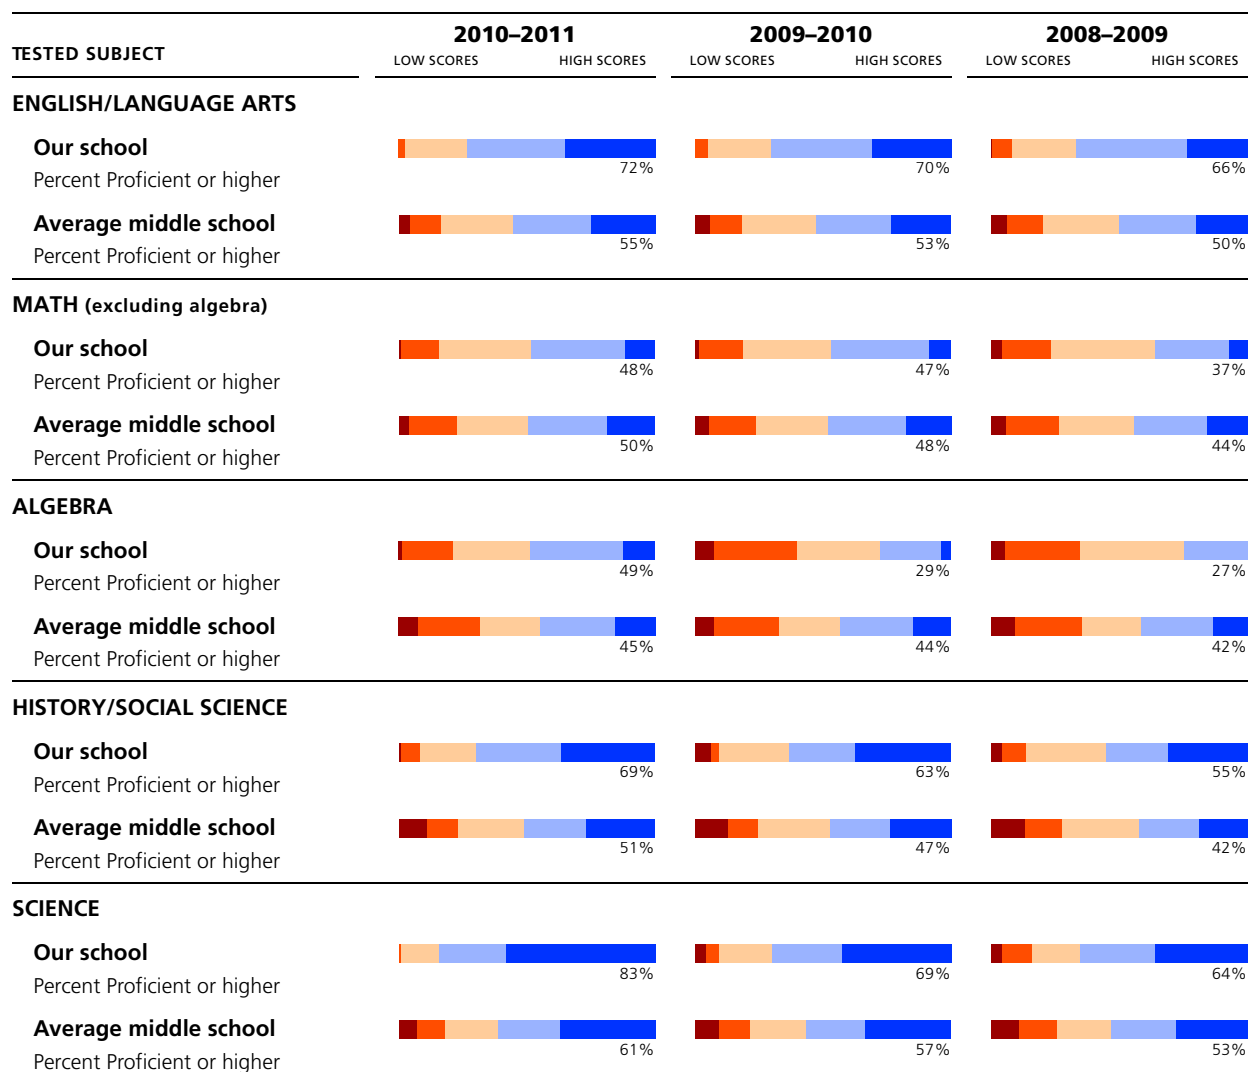 2010–2011 2009–2010 2008–2009
TESTED SUBJECT LOW SCORES HIGH SCORES LOW SCORES HIGH SCORES LOW SCORES HIGH SCORES
ENGLISH/LANGUAGE ARTS
Our school
72% 70% 66%
Percent Proficient or higher
Average middle school
55% 53% 50%
Percent Proficient or higher
MATH (excluding algebra)
Our school
48% 47% 37%
Percent Proficient or higher
Average middle school
50% 48% 44%
Percent Proficient or higher
ALGEBRA
Our school
49% 29% 27%
Percent Proficient or higher
Average middle school
45% 44% 42%
Percent Proficient or higher
HISTORY/SOCIAL SCIENCE
Our school
69% 63% 55%
Percent Proficient or higher
Average middle school
51% 47% 42%
Percent Proficient or higher
SCIENCE
Our school
83% 69% 64%
Percent Proficient or higher
Average middle school
61% 57% 53%
Percent Proficient or higher